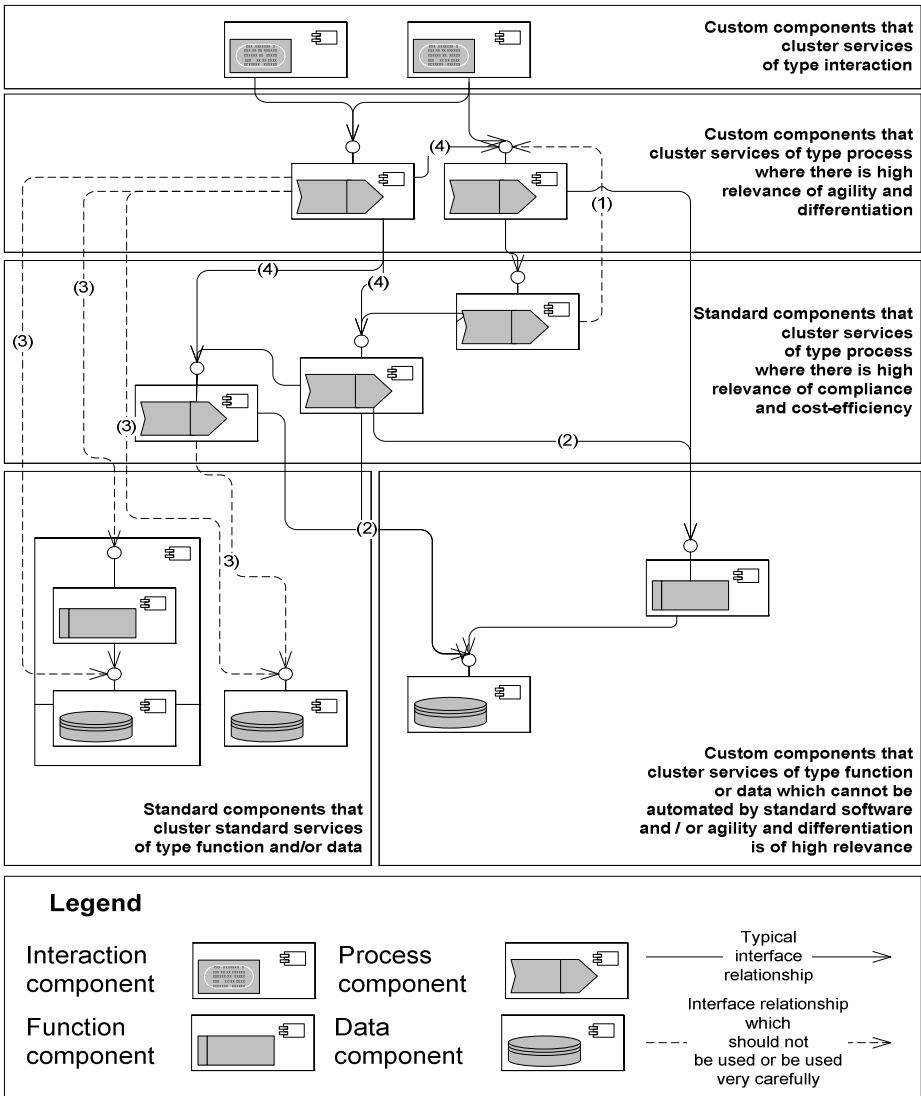 Custom components that
cluster services
of type interaction
Custom components that
cluster services of type process
where there is high
relevance of agility and
differentiation
(4)
(1)
(4)
(4)
(3)
(3)
Standard components that
cluster services
of type process
where there is high
relevance of compliance
and cost-efficiency
(3)
(2)
(2)
3)
Custom components that
cluster services of type function
or data which cannot be
automated by standard software
and / or agility and differentiation
is of high relevance
Standard components that
cluster standard services
of type function and/or data
Legend
Interaction
component
Process
component
Typical
interface
relationship
Function
component
Data
component
Interface relationship
which
should not
be used or be used
very carefully